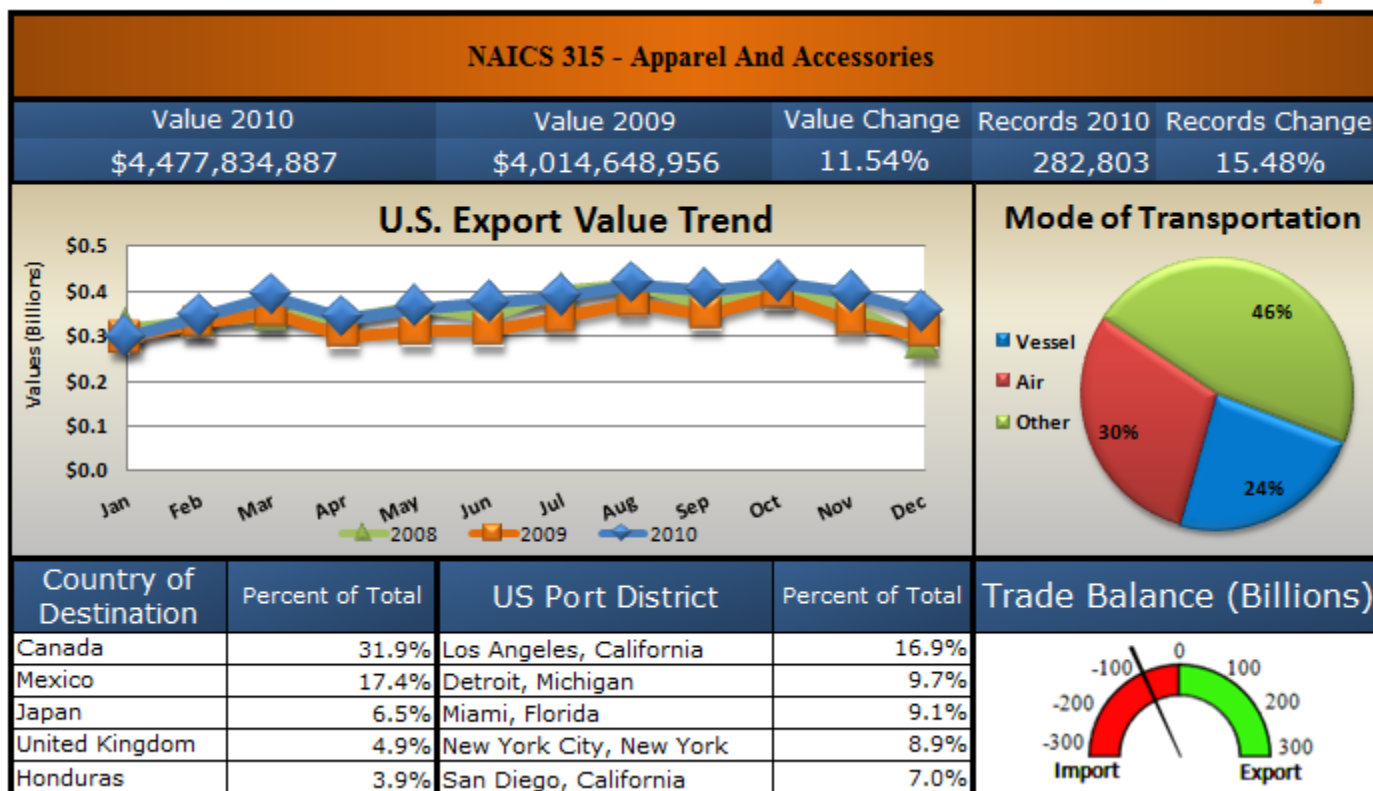 NAICS 315 - Apparel And Accessories
Value 2010 Value 2009 Value Change Records 2010 Records Change
$4,477,834,887 $4,014,648,956 11.54% 282,803 15.48%
U.S. Export Value Trend
Values (Billions)
$0.5
$0.4
$0.3
$0.2
$0.1
$0.0
Jan Feb Mar Apr May Jun Jul Aug Sep Oct Nov Dec
2008 2009 2010
Mode of Transportation
Vessel
Air
Other
46%
30%
24%
Country of
Destination
Percent of Total
US Port District
Percent of Total
Trade Balance (Billions)
Canada 31.9% Los Angeles, California 16.9%
Mexico 17.4% Detroit, Michigan 9.7%
Japan 6.5% Miami, Florida 9.1%
United Kingdom 4.9% New York City, New York 8.9%
Honduras 3.9% San Diego, California 7.0%
0
-100 100
-200 200
-300 300
Import Export